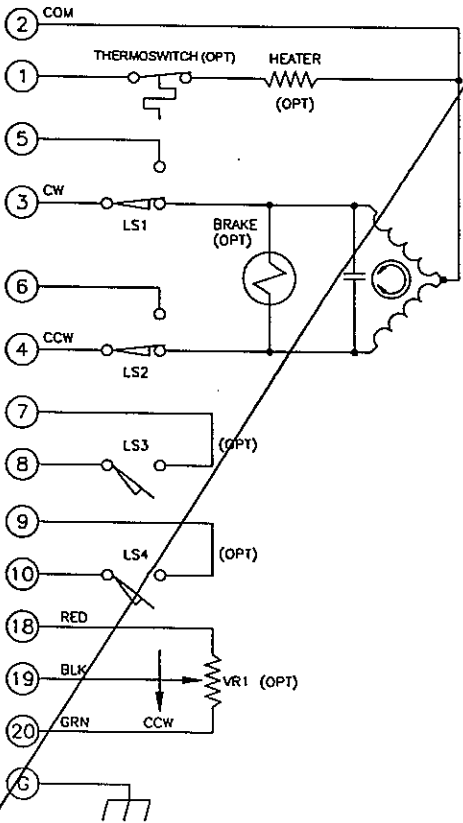 2 COM
1 THERMOSWITCH (OPT) HEATER
(OPT)
5
3 CW
LS1
BRAKE
(OPT)
6
4 CCW
LS2
7
LS3 (OPT)
8
9
LS4 (OPT)
10
18 RED
19 BLK VR1 (OPT)
20 GRN CCW
G